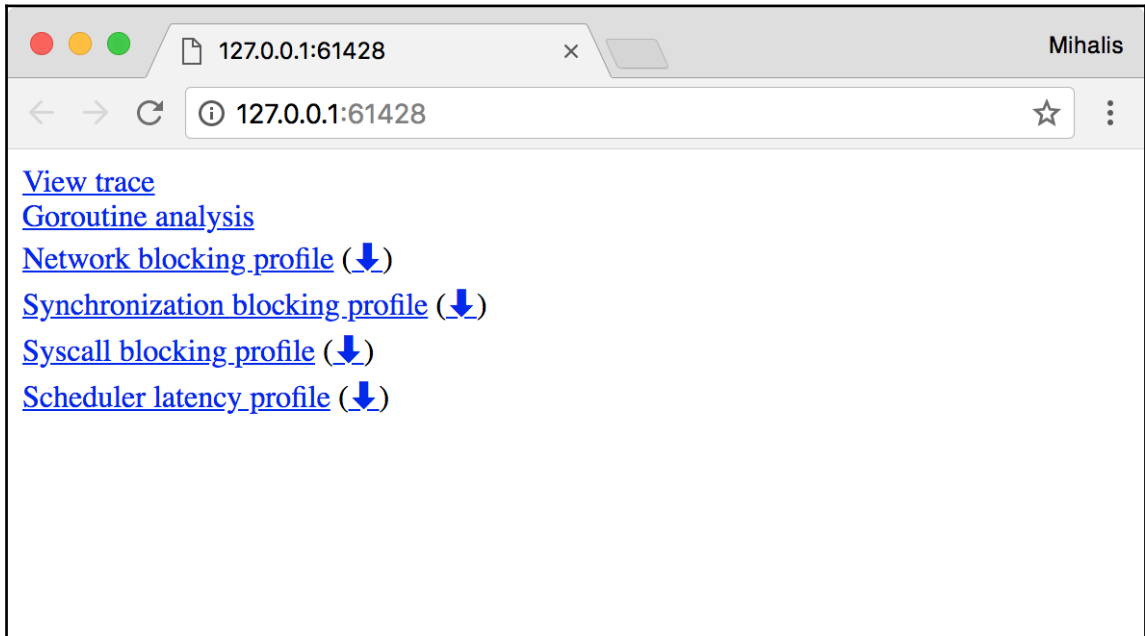 127.0.0.1:61428
Mihalis
127.0.0.1:61428
View trace
Goroutine analysis
Network blocking profile (⬇)
Synchronization blocking profile (⬇)
Syscall blocking profile (⬇)
Scheduler latency profile (⬇)